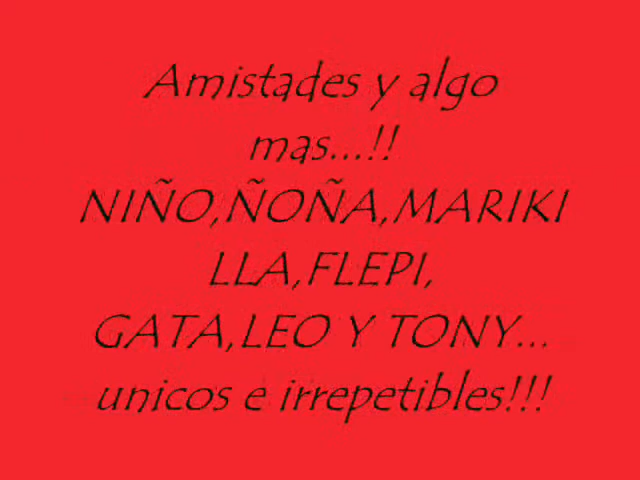 Amistades y algo
mas...!!
NIÑO,ÑOÑA,MARIKI
LLA,FLEPI,
GATA,LEO Y TONY...
unicos e irrepetibles!!!